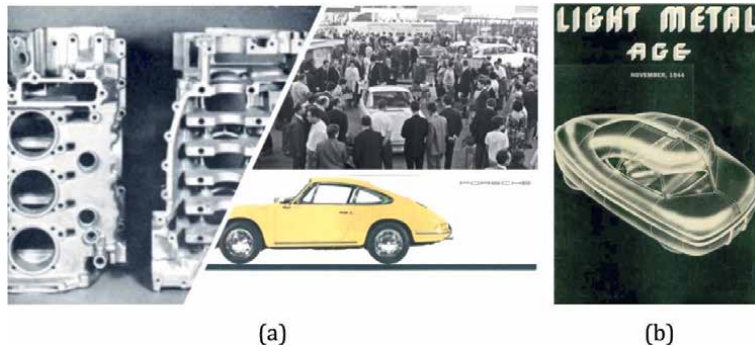 PORSCHE
LIGHT METAL
AGE
NOVEMBER, 1944
(a)
(b)